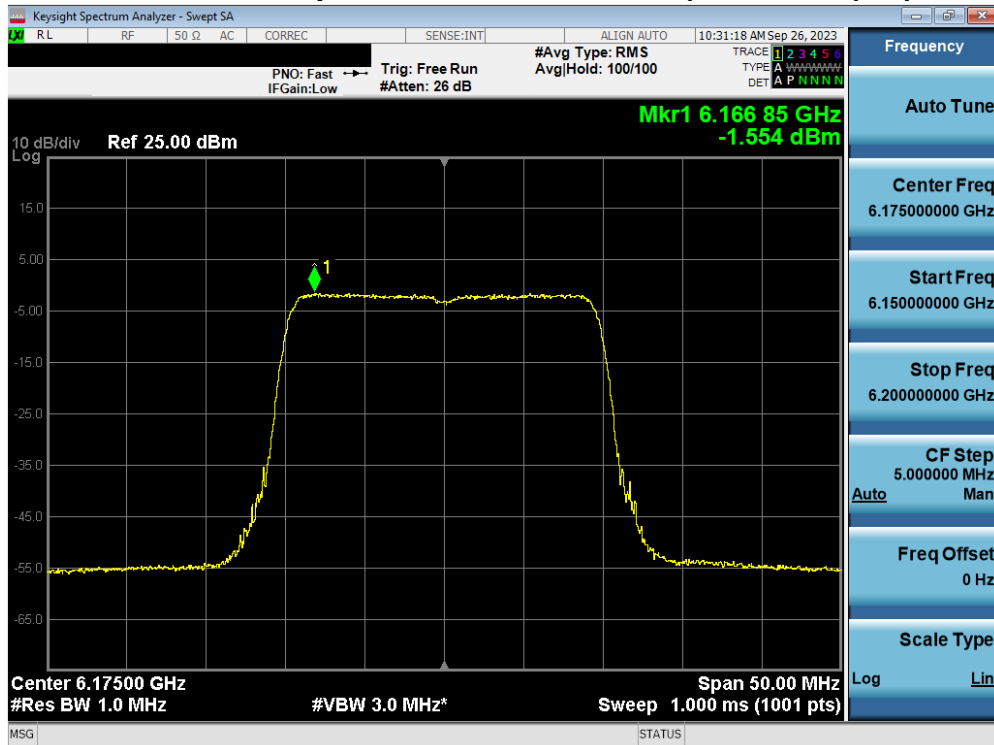 Keysight Spectrum Analyzer - Swept SA
LXI RL RF 50 Ω AC CORREC SENSE:INT ALIGN AUTO 10:31:18 AM Sep 26, 2023
PNO: Fast
IFGain:Low
Trig: Free Run
#Atten: 26 dB
#Avg Type: RMS
Avg|Hold: 100/100
TRACE 1 2 3 4 5 6
TYPE A WWWWW
DET A P N N N N
Mkr1 6.166 85 GHz
-1.554 dBm
10 dB/div Ref 25.00 dBm
Log
15.0
5.00
-5.00
-15.0
-25.0
-35.0
-45.0
-55.0
-65.0
1
Center 6.17500 GHz Span 50.00 MHz
#Res BW 1.0 MHz #VBW 3.0 MHz* Sweep 1.000 ms (1001 pts)
MSG STATUS
Frequency
Auto Tune
Center Freq
6.175000000 GHz
Start Freq
6.150000000 GHz
Stop Freq
6.200000000 GHz
CF Step
5.000000 MHz
Auto Man
Freq Offset
0 Hz
Scale Type
Log Lin